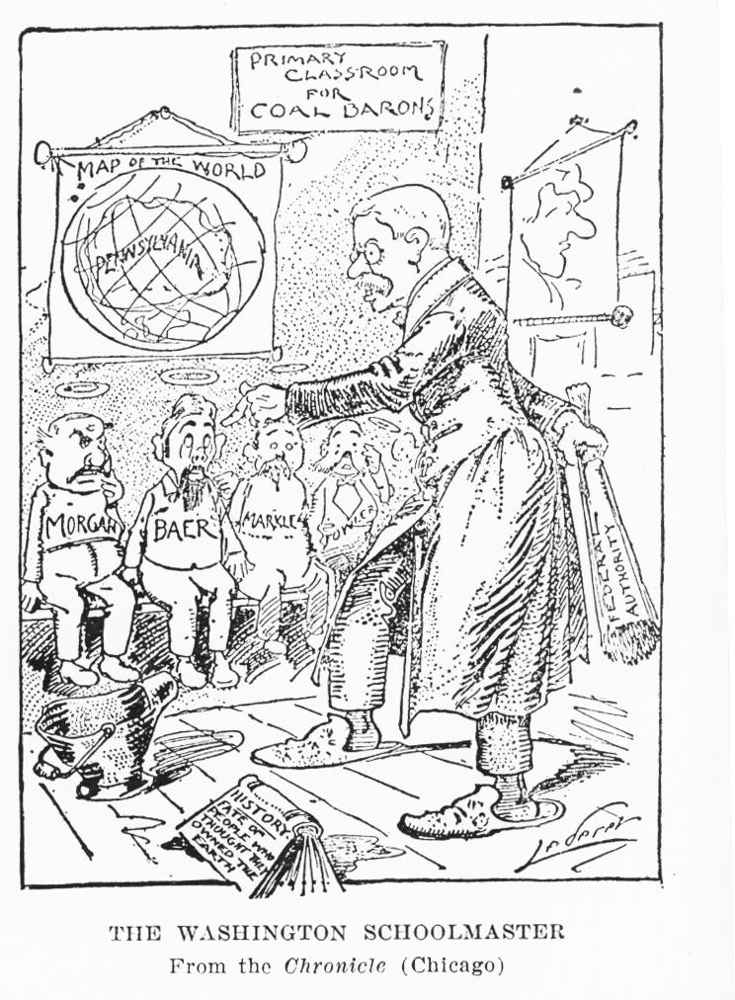 PRIMARY
CLASSROOM
FOR
COAL BARONS
MAP OF THE WORLD
PENNSYLVANIA
MORGAN
BAER
MARKLE
FOWLER
FEDERAL
AUTHORITY
HISTORY
FATE OF
PEOPLE WHO
THOUGHT THEY
OWNED THE
EARTH
THE WASHINGTON SCHOOLMASTER
From the Chronicle (Chicago)